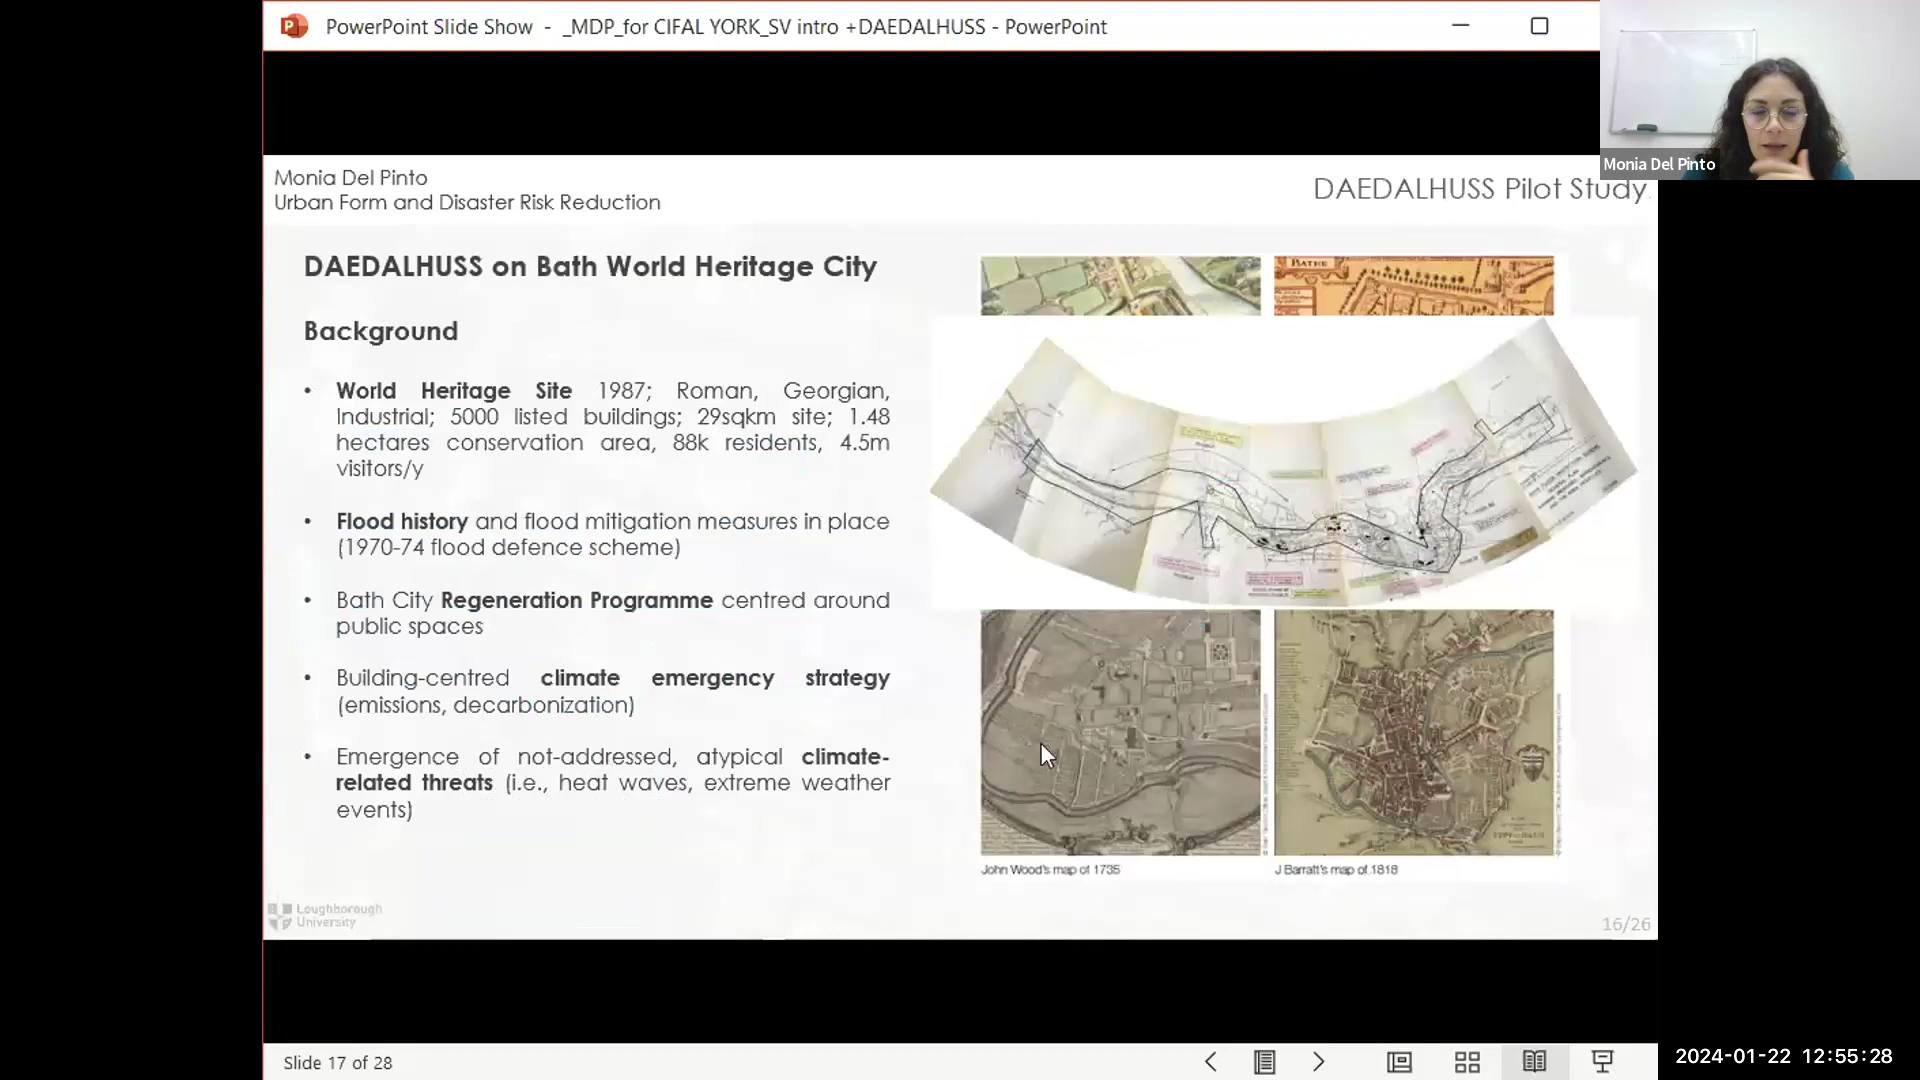 PowerPoint Slide Show - _MDP_for CIFAL YORK_SV intro +DAEDALHUSS - PowerPoint
Monia Del Pinto
Monia Del Pinto
Urban Form and Disaster Risk Reduction
DAEDALHUSS Pilot Study
DAEDALHUSS on Bath World Heritage City
Background
• World Heritage Site 1987; Roman, Georgian,
Industrial; 5000 listed buildings; 29sqkm site; 1.48
hectares conservation area, 88k residents, 4.5m
visitors/y
• Flood history and flood mitigation measures in place
(1970-74 flood defence scheme)
• Bath City Regeneration Programme centred around
public spaces
• Building-centred climate emergency strategy
(emissions, decarbonization)
• Emergence of not-addressed, atypical climate-
related threats (i.e., heat waves, extreme weather
events)
BATHE
John Wood's map of 1735
J Barratt's map of 1818
Loughborough
University
16/26
Slide 17 of 28
2024-01-22 12:55:28